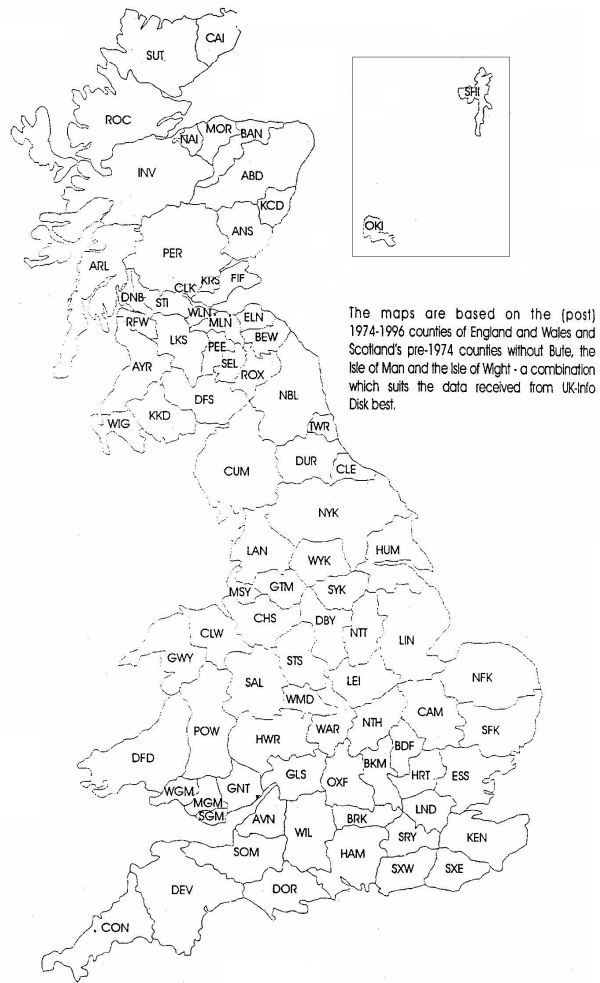 CAI
SUT
SHI
ROC
MOR
BAN
NAI
INV
ABD
KCD
OKI
ANS
PER
ARL
KRS
FIF
CLK
DNB
STI
WLN
ELN
RFW
MLN
The maps are based on the (post)
1974-1996 counties of England and Wales and
Scotland's pre-1974 counties without Bute, the
Isle of Man and the Isle of Wight - a combination
which suits the data received from UK-Info
Disk best.
LKS
PEE
BEW
SEL
AYR
ROX
DFS
NBL
KKD
WIG
TWR
DUR
CLE
CUM
NYK
LAN
HUM
WYK
GTM
SYK
MSY
CHS
DBY
CLW
NTT
LIN
GWY
STS
NFK
SAL
LEI
WMD
CAM
NTH
WAR
SFK
POW
HWR
BDF
DFD
BKM
GLS
HRT
ESS
OXF
GNT
WGM
MGM
LND
SGM
AVN
BRK
WIL
SRY
KEN
SOM
HAM
SXW
SXE
DEV
DOR
CON